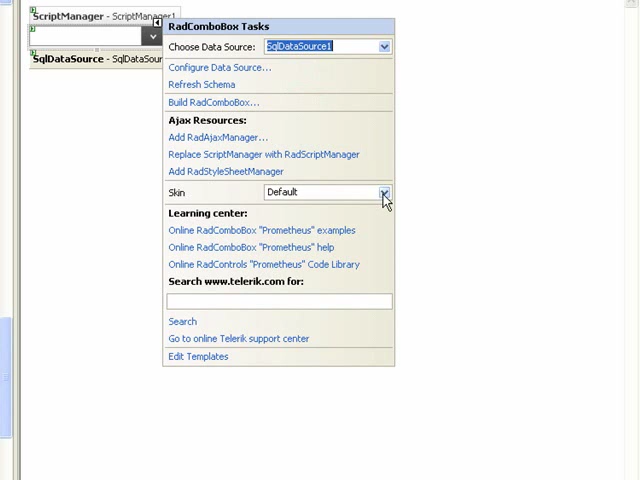 ScriptManager - ScriptManager1
SqlDataSource - SqlDataSour
RadComboBox Tasks
Choose Data Source: SqlDataSource1
Configure Data Source...
Refresh Schema
Build RadComboBox...
Ajax Resources:
Add RadAjaxManager...
Replace ScriptManager with RadScriptManager
Add RadStyleSheetManager
Skin Default
Learning center:
Online RadComboBox "Prometheus" examples
Online RadComboBox "Prometheus" help
Online RadControls "Prometheus" Code Library
Search www.telerik.com for:
Search
Go to online Telerik support center
Edit Templates